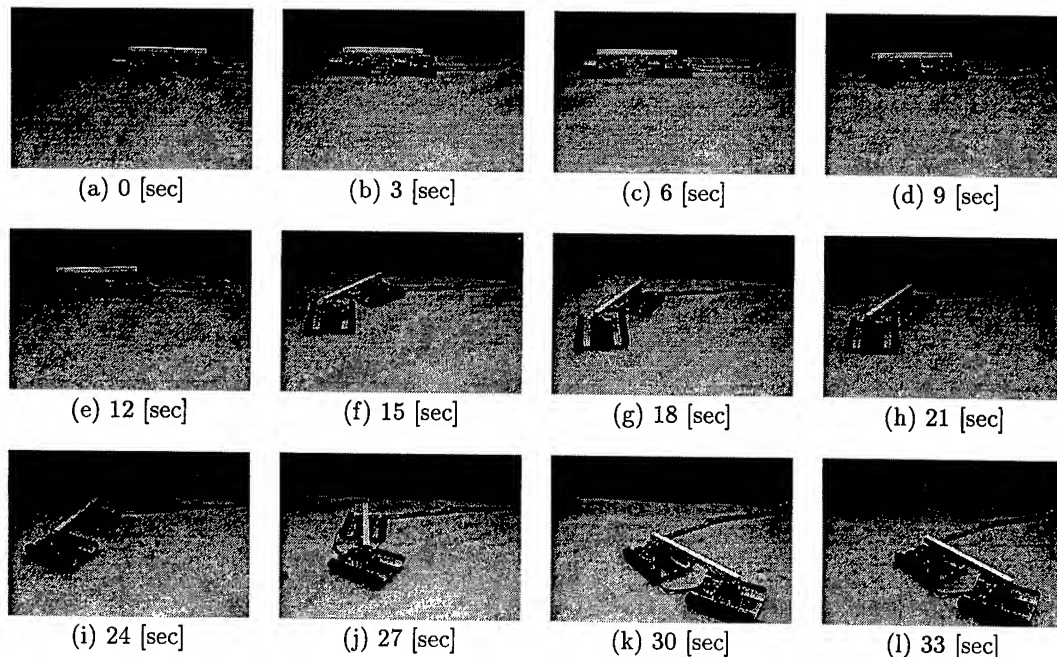 (a) 0 [sec]
(b) 3 [sec]
(c) 6 [sec]
(d) 9 [sec]
(e) 12 [sec]
(f) 15 [sec]
(g) 18 [sec]
(h) 21 [sec]
(i) 24 [sec]
(j) 27 [sec]
(k) 30 [sec]
(l) 33 [sec]